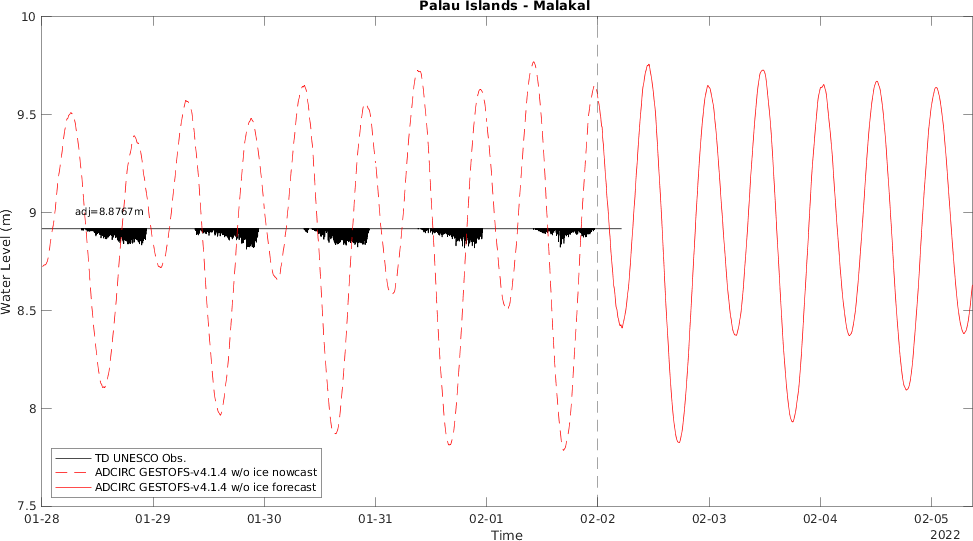 Palau Islands - Malakal
10
9.5
9
8.5
8
7.5
Water Level (m)
adj=8.8767m
TD UNESCO Obs.
ADCIRC GESTOFS-v4.1.4 w/o ice nowcast
ADCIRC GESTOFS-v4.1.4 w/o ice forecast
01-28 01-29 01-30 01-31 02-01 02-02 02-03 02-04 02-05
Time
2022